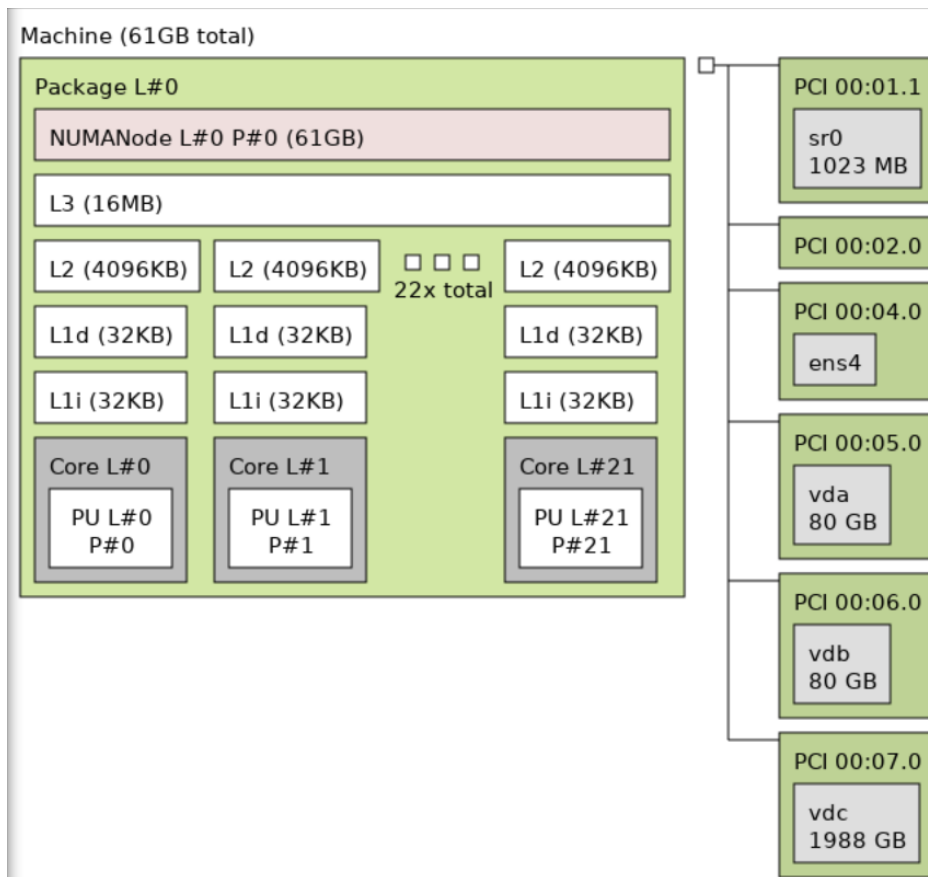 Machine (61GB total)
Package L#0
NUMANode L#0 P#0 (61GB)
L3 (16MB)
L2 (4096KB)
L2 (4096KB)
22x total
L2 (4096KB)
L1d (32KB)
L1d (32KB)
L1d (32KB)
L1i (32KB)
L1i (32KB)
L1i (32KB)
Core L#0
PU L#0
P#0
Core L#1
PU L#1
P#1
Core L#21
PU L#21
P#21
PCI 00:01.1
sr0
1023 MB
PCI 00:02.0
PCI 00:04.0
ens4
PCI 00:05.0
vda
80 GB
PCI 00:06.0
vdb
80 GB
PCI 00:07.0
vdc
1988 GB